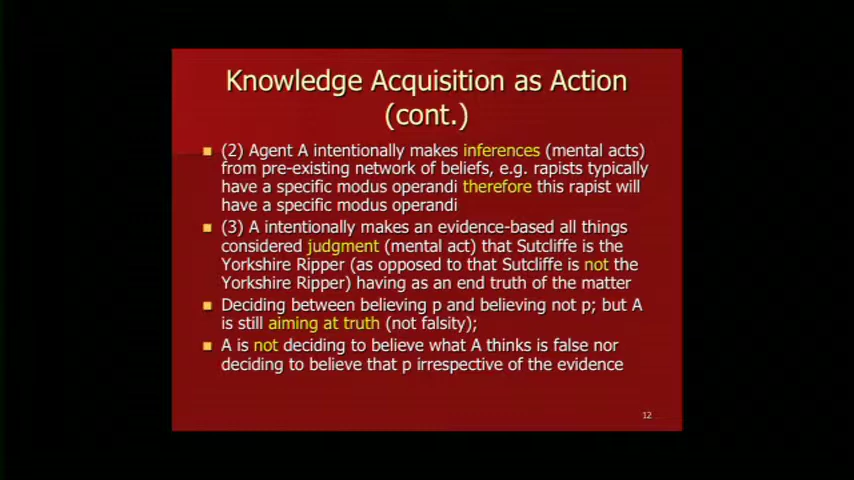 Knowledge Acquisition as Action
(cont.)
(2) Agent A intentionally makes inferences (mental acts)
from pre-existing network of beliefs, e.g. rapists typically
have a specific modus operandi therefore this rapist will
have a specific modus operandi
(3) A intentionally makes an evidence-based all things
considered judgment (mental act) that Sutcliffe is the
Yorkshire Ripper (as opposed to that Sutcliffe is not the
Yorkshire Ripper) having as an end truth of the matter
Deciding between believing p and believing not p; but A
is still aiming at truth (not falsity);
A is not deciding to believe what A thinks is false nor
deciding to believe that p irrespective of the evidence
12